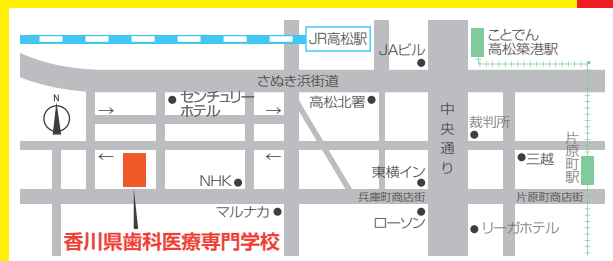 JR高松駅
ことでん
高松築港駅
JAビル
さぬき浜街道
N
→
センチュリー
ホテル
→
高松北署
中央通り
裁判所
片原町駅
←
←
三越
NHK
東横イン
兵庫町商店街
片原町商店街
マルナカ
ローソン
リーガホテル
香川県歯科医療専門学校